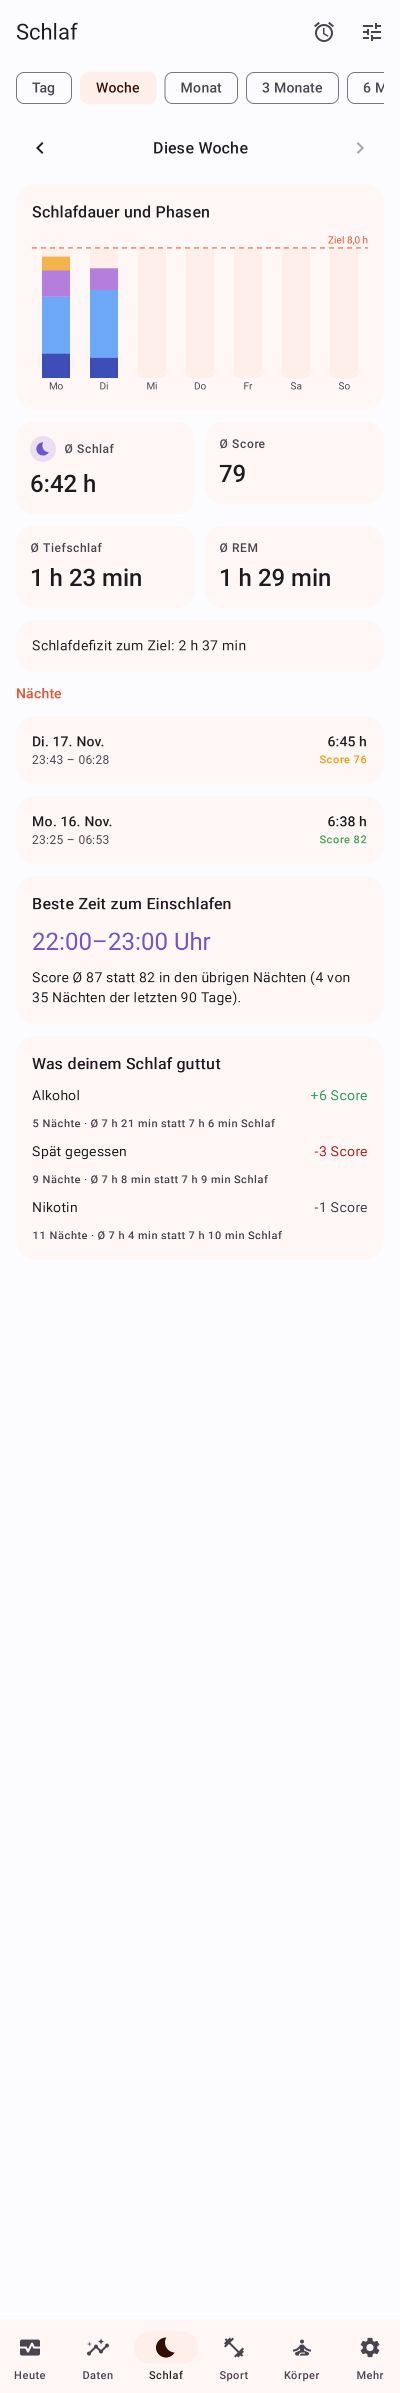 Schlaf
Tag
Woche
Monat
3 Monate
6 M
Diese Woche
Schlafdauer und Phasen
Ziel 8,0 h
Mo Di Mi Do Fr Sa So
Ø Schlaf
6:42 h
Ø Score
79
Ø Tiefschlaf
1 h 23 min
Ø REM
1 h 29 min
Schlafdefizit zum Ziel: 2 h 37 min
Nächte
Di. 17. Nov.
6:45 h
23:43 – 06:28
Score 76
Mo. 16. Nov.
6:38 h
23:25 – 06:53
Score 82
Beste Zeit zum Einschlafen
22:00–23:00 Uhr
Score Ø 87 statt 82 in den übrigen Nächten (4 von
35 Nächten der letzten 90 Tage).
Was deinem Schlaf guttut
Alkohol
+6 Score
5 Nächte · Ø 7 h 21 min statt 7 h 6 min Schlaf
Spät gegessen
-3 Score
9 Nächte · Ø 7 h 8 min statt 7 h 9 min Schlaf
Nikotin
-1 Score
11 Nächte · Ø 7 h 4 min statt 7 h 10 min Schlaf
Heute
Daten
Schlaf
Sport
Körper
Mehr